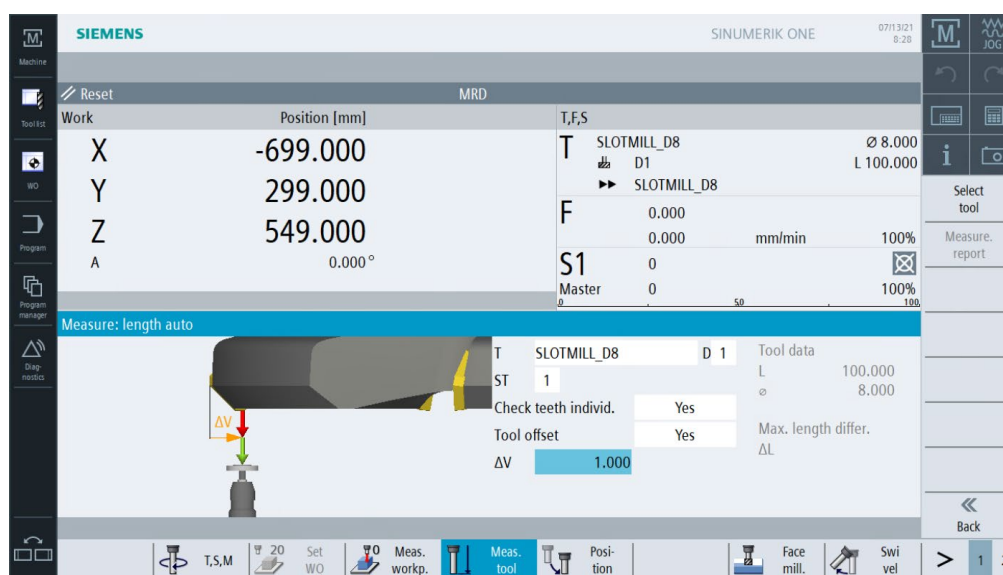 SIEMENS
SINUMERIK ONE
07/13/21
8:28
M
Machine
Tool list
WO
Program
Program
manager
Diag-
nostics
Reset
MRD
Work
Position [mm]
X
-699.000
Y
299.000
Z
549.000
A
0.000°
T,F,S
T
SLOTMILL_D8
Ø 8.000
D1
L 100.000
SLOTMILL_D8
F
0.000
0.000
mm/min
100%
S1
0
Master
0
100%
0
50
100
Measure: length auto
ΔV
T
SLOTMILL_D8
D 1
Tool data
ST
1
L
100.000
⌀
8.000
Check teeth individ.
Yes
Tool offset
Yes
Max. length differ.
ΔL
ΔV
1.000
M
JOG
i
Select
tool
Measure.
report
«
Back
T,S,M
20
Set
WO
0
Meas.
workp.
Meas.
tool
Posi-
tion
Face
mill.
Swi
vel
>
1